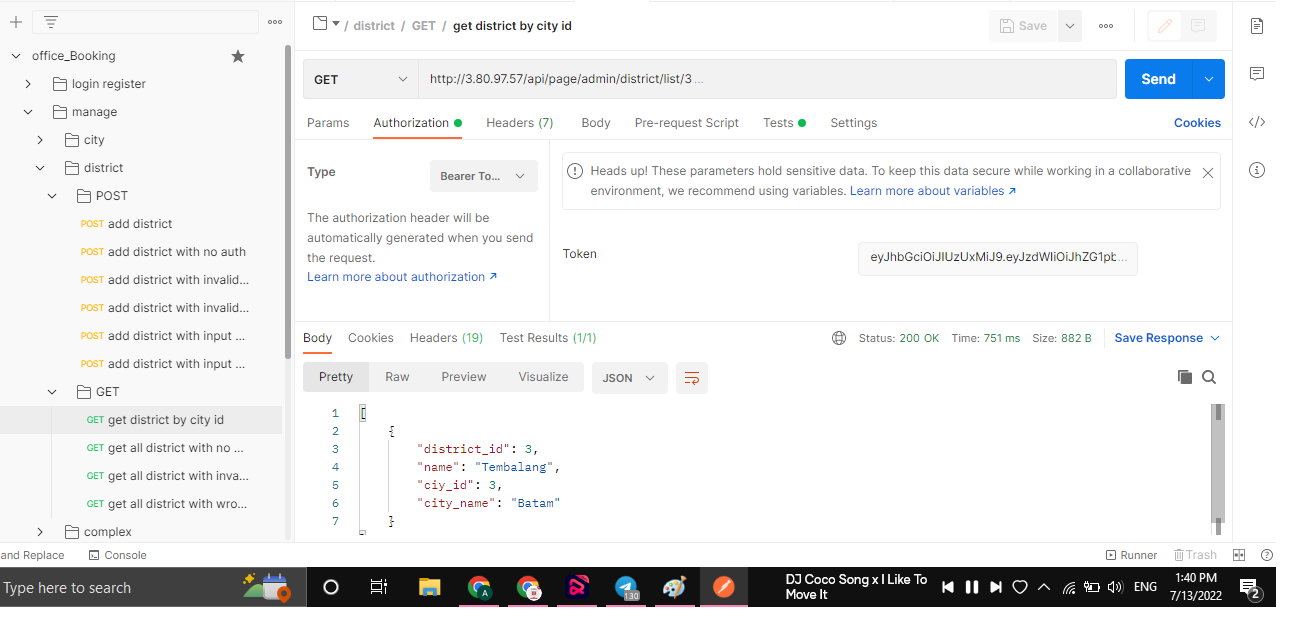 / district / GET / get district by city id
Save
office_Booking
login register
manage
city
district
POST
POST add district
POST add district with no auth
POST add district with invalid...
POST add district with invalid...
POST add district with input ...
POST add district with input ...
GET
GET get district by city id
GET get all district with no ...
GET get all district with inva...
GET get all district with wro...
complex
GET
http://3.80.97.57/api/page/admin/district/list/3 ...
Send
Params Authorization Headers (7) Body Pre-request Script Tests Settings Cookies
Type
Bearer To...
The authorization header will be
automatically generated when you send
the request.
Learn more about authorization ↗
Heads up! These parameters hold sensitive data. To keep this data secure while working in a collaborative
environment, we recommend using variables. Learn more about variables ↗
Token
eyJhbGciOiJIUzUxMiJ9.eyJzdWIiOiJhZG1pb...
Body Cookies Headers (19) Test Results (1/1)
Status: 200 OK Time: 751 ms Size: 882 B Save Response
Pretty Raw Preview Visualize JSON
1 [
2 {
3 "district_id": 3,
4 "name": "Tembalang",
5 "ciy_id": 3,
6 "city_name": "Batam"
7 }
and Replace Console
Runner Trash
Type here to search
A
130
DJ Coco Song x I Like To
Move It
ENG
1:40 PM
7/13/2022
2